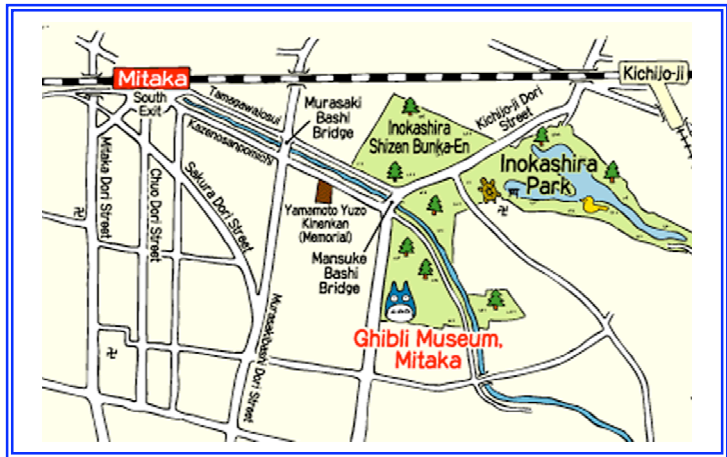 Mitaka
South
Exit
Kichijo-ji
Tamagawajosui
Kazenosanpomichi
Murasaki
Bashi
Bridge
Inokashira
Shizen Bunka-En
Kichijo-ji Dori
Street
Inokashira
Park
Mitaka Dori Street
Chuo Dori Street
Sakura Dori Street
Yamamoto Yuzo
Kinenkan
(Memorial)
Mansuke
Bashi
Bridge
Murasakibashi Dori Street
Ghibli Museum,
Mitaka